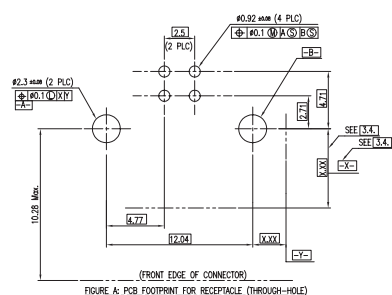 ø0.92 ±0.08 (4 PLC)
⌖ ø0.1 Ⓜ A Ⓢ B Ⓢ
2.5
(2 PLC)
-B-
ø2.3 ±0.08 (2 PLC)
⌖ ø0.1 Ⓛ X Y
-A-
4.71
2.71
SEE 3.4.
X.XX
SEE 3.4.
-X-
10.28 Max.
4.77
12.04
X.XX
-Y-
(FRONT EDGE OF CONNECTOR)
FIGURE A: PCB FOOTPRINT FOR RECEPTACLE (THROUGH-HOLE)